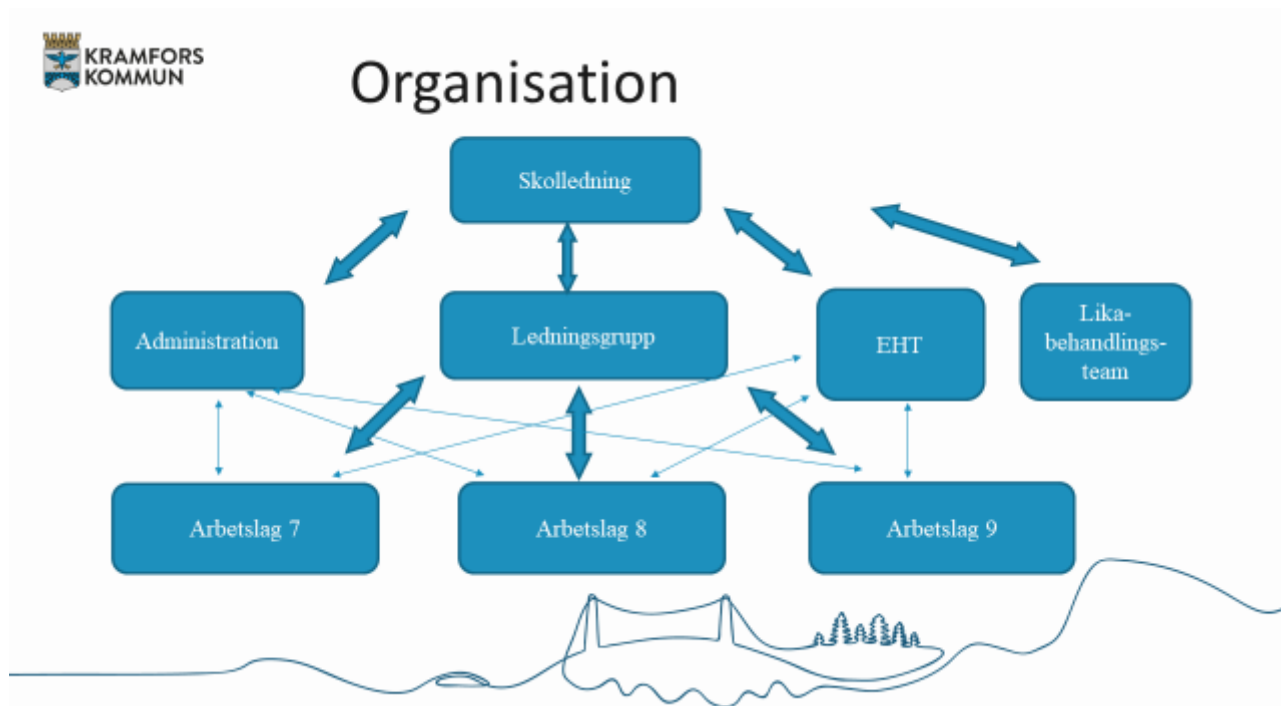 KRAMFORS
KOMMUN
Organisation
Skolledning
Administration
Ledningsgrupp
EHT
Lika-
behandlings-
team
Arbetslag 7
Arbetslag 8
Arbetslag 9